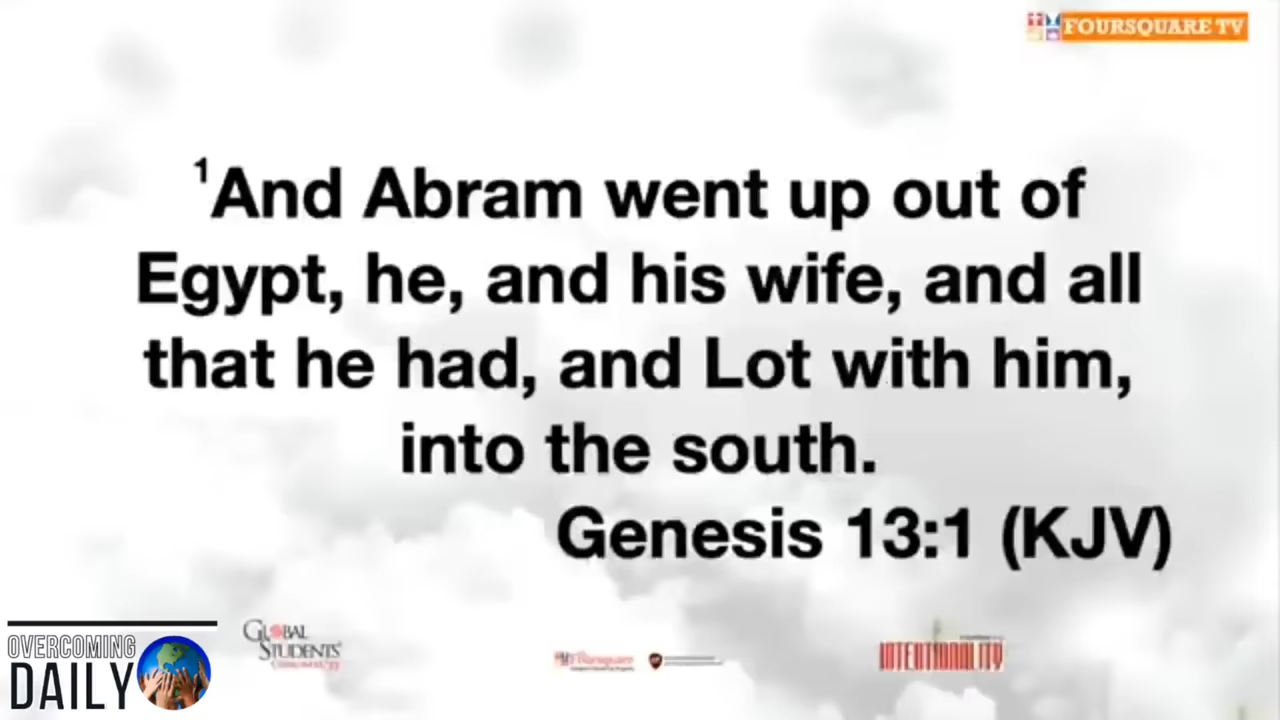 FOURSQUARE TV
¹And Abram went up out of
Egypt, he, and his wife, and all
that he had, and Lot with him,
into the south.
Genesis 13:1 (KJV)
OVERCOMING
DAILY
GLOBAL
STUDENTS'
Foursquare
INTENTIONALITY